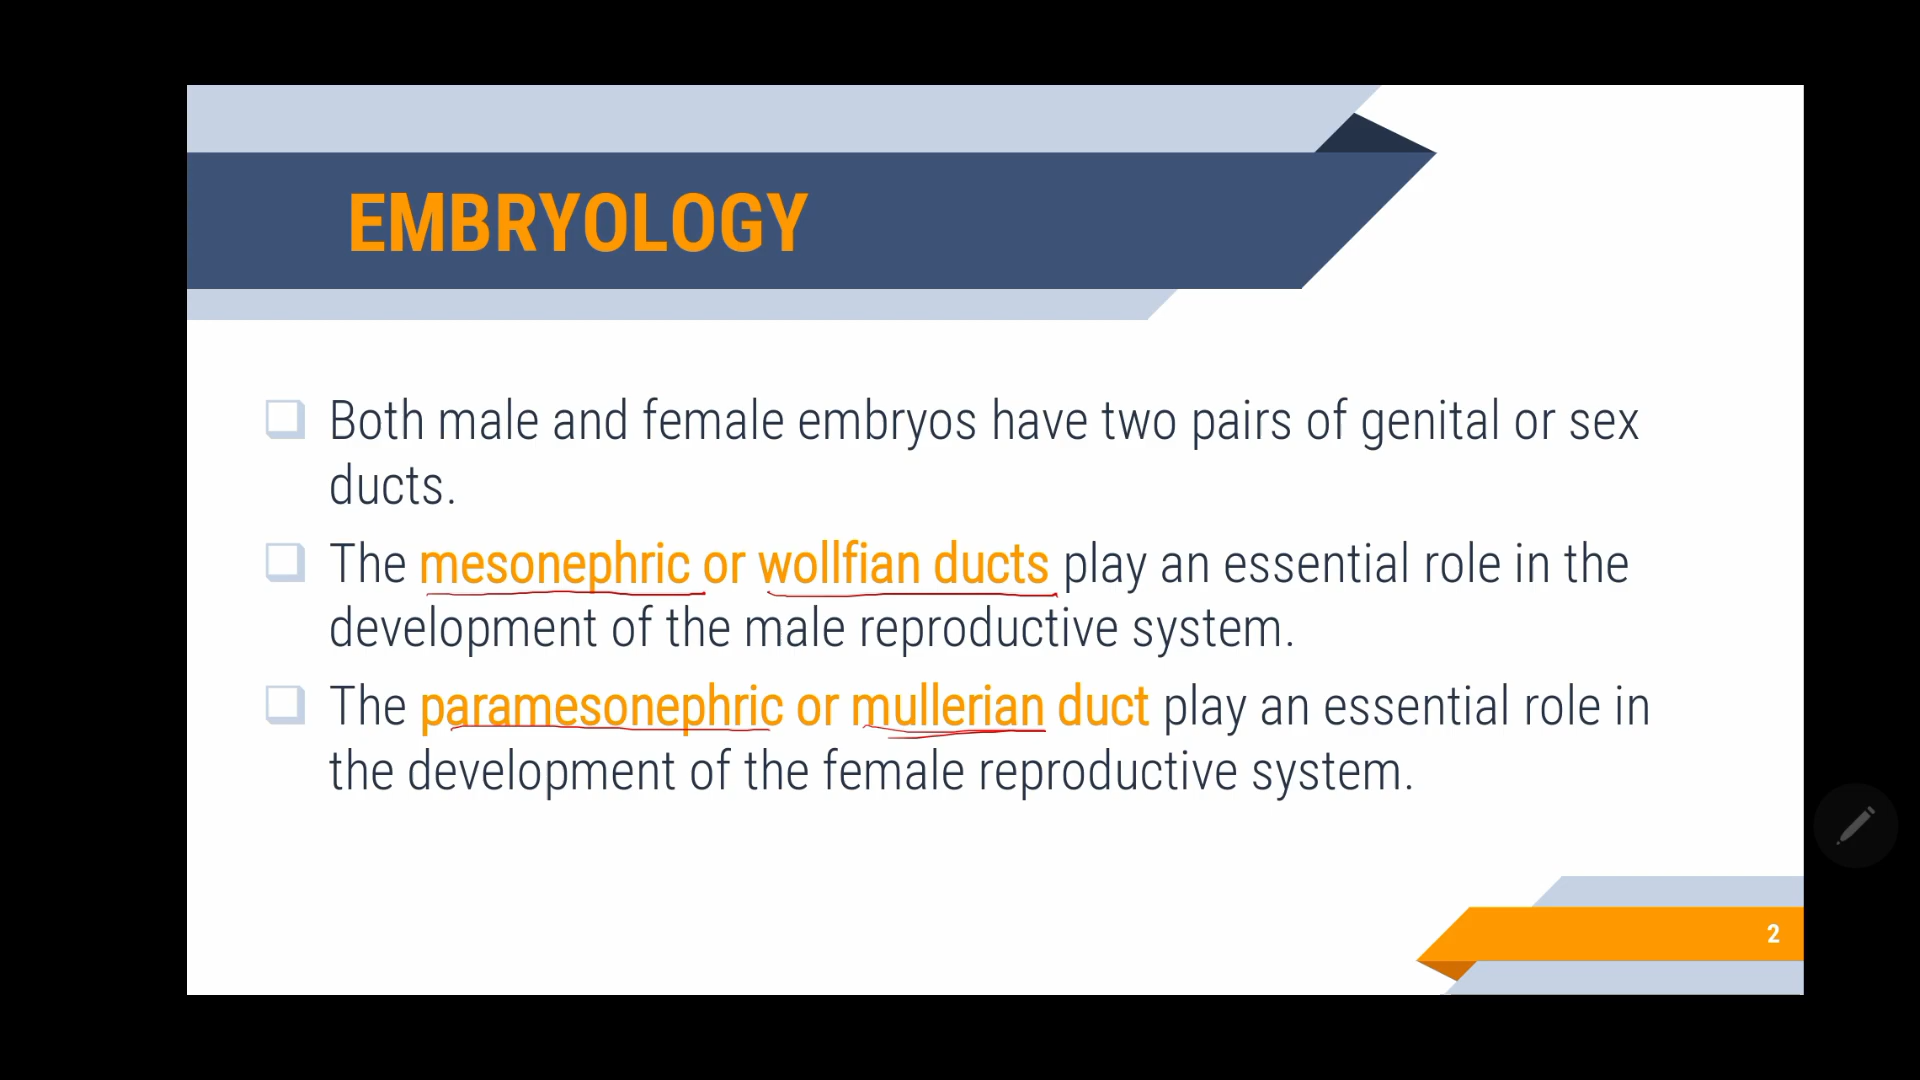 EMBRYOLOGY
Both male and female embryos have two pairs of genital or sex
ducts.
The mesonephric or wollfian ducts play an essential role in the
development of the male reproductive system.
The paramesonephric or mullerian duct play an essential role in
the development of the female reproductive system.
2